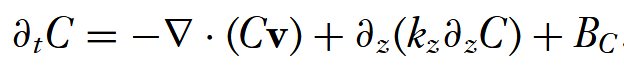 ∂ₜC = −∇ · (Cv) + ∂_z(k_z∂_zC) + B_C.